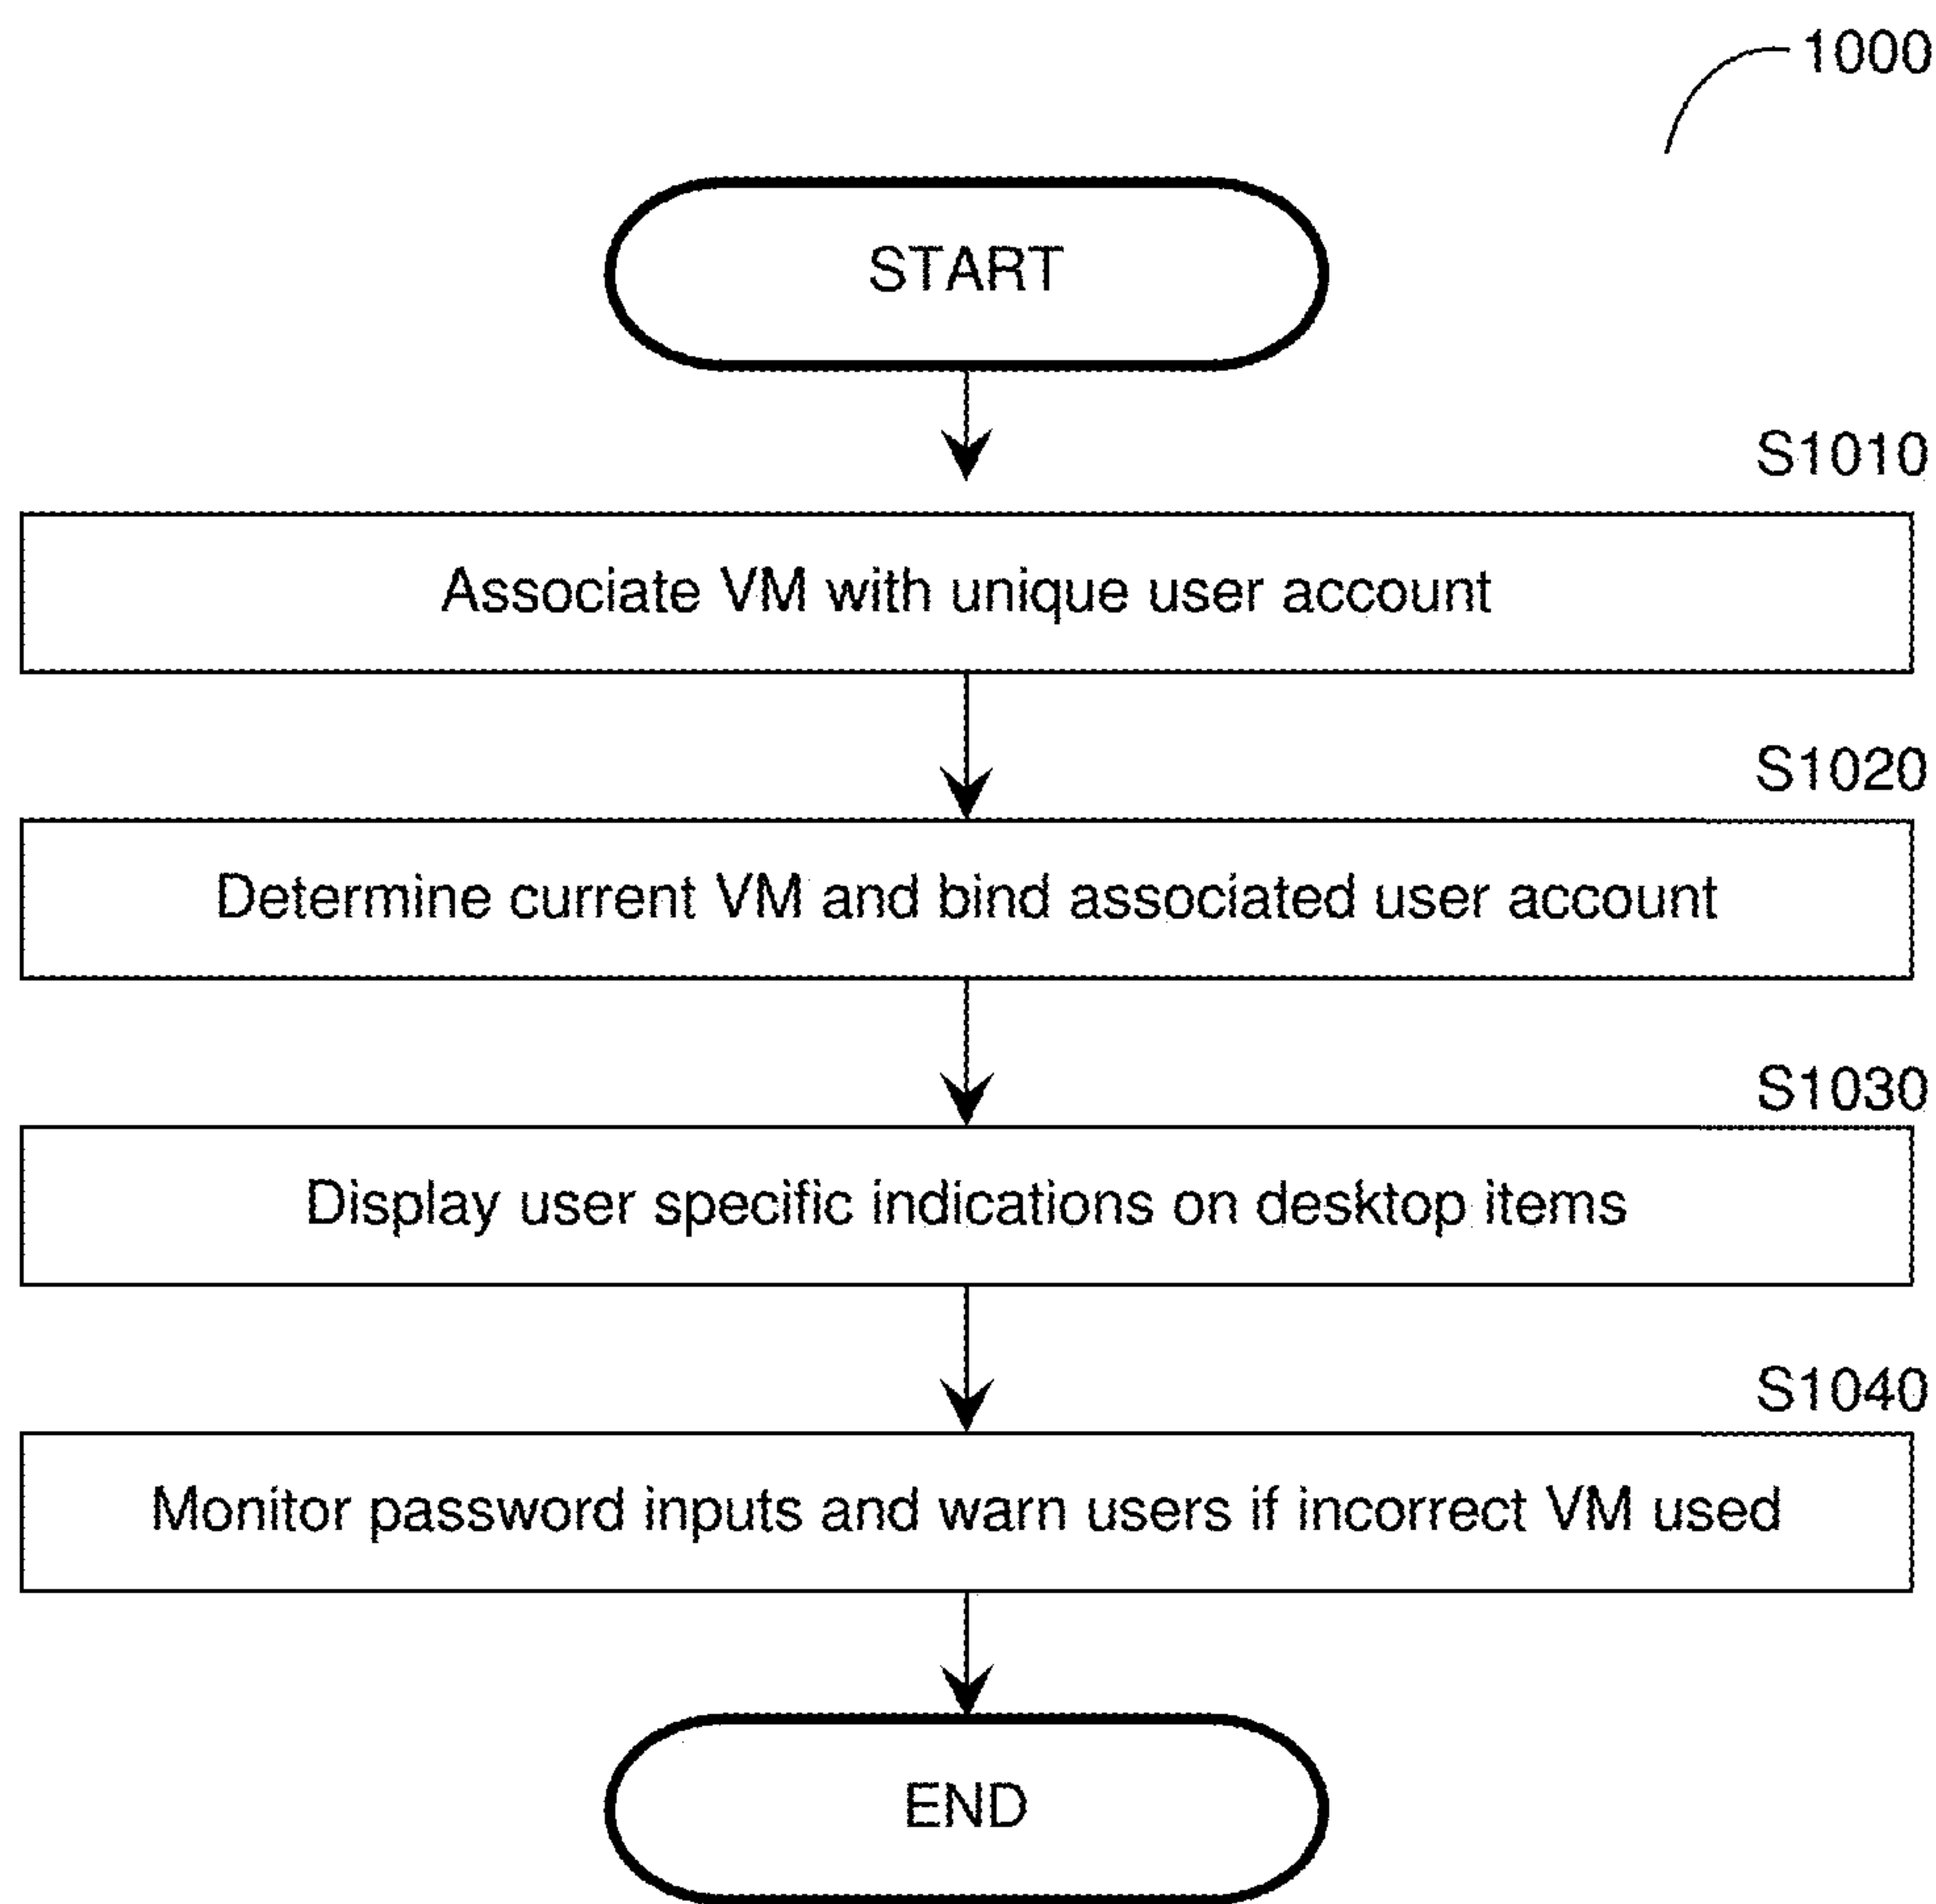 1000
START
S1010
Associate VM with unique user account
S1020
Determine current VM and bind associated user account
S1030
Display user specific indications on desktop items
S1040
Monitor password inputs and warn users if incorrect VM used
END